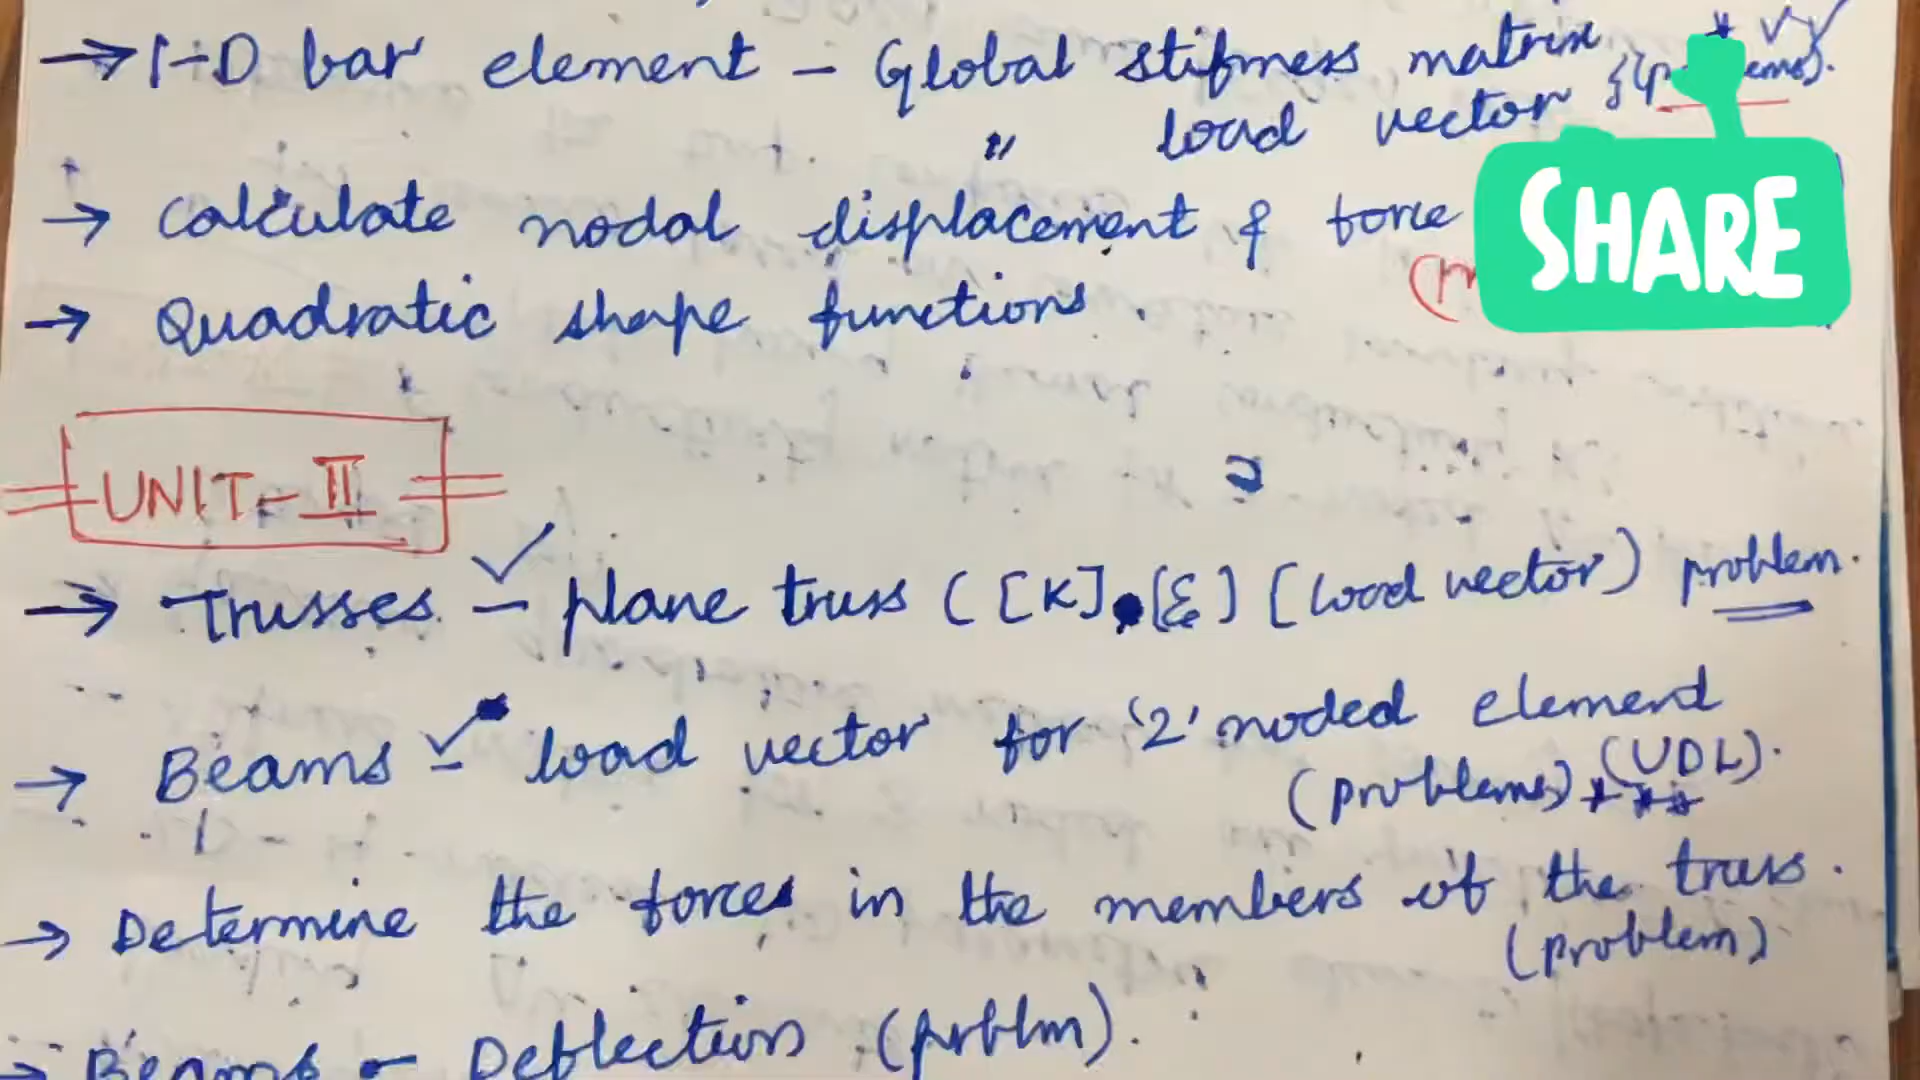 → 1-D bar element - Global stifness matrix
" load vector
→ Calculate nodal displacement & force
→ Quadratic shape functions.
SHARE
UNIT-II
→ Trusses - plane truss ([K] [ε] [load vector) problem.
→ Beams - load vector for '2' noded element
(problems) *** (UDL).
→ Determine the forces in the members of the truss.
(problem)
→ Beams - Deflection (problm).